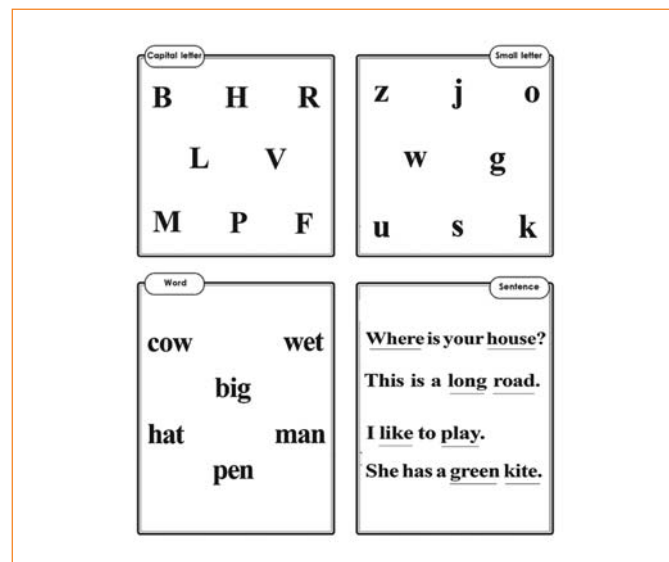 Capital letter
B H R
L V
M P F
Small letter
z j o
w g
u s k
Word
cow wet
big
hat man
pen
Sentence
Where is your house?
This is a long road.
I like to play.
She has a green kite.